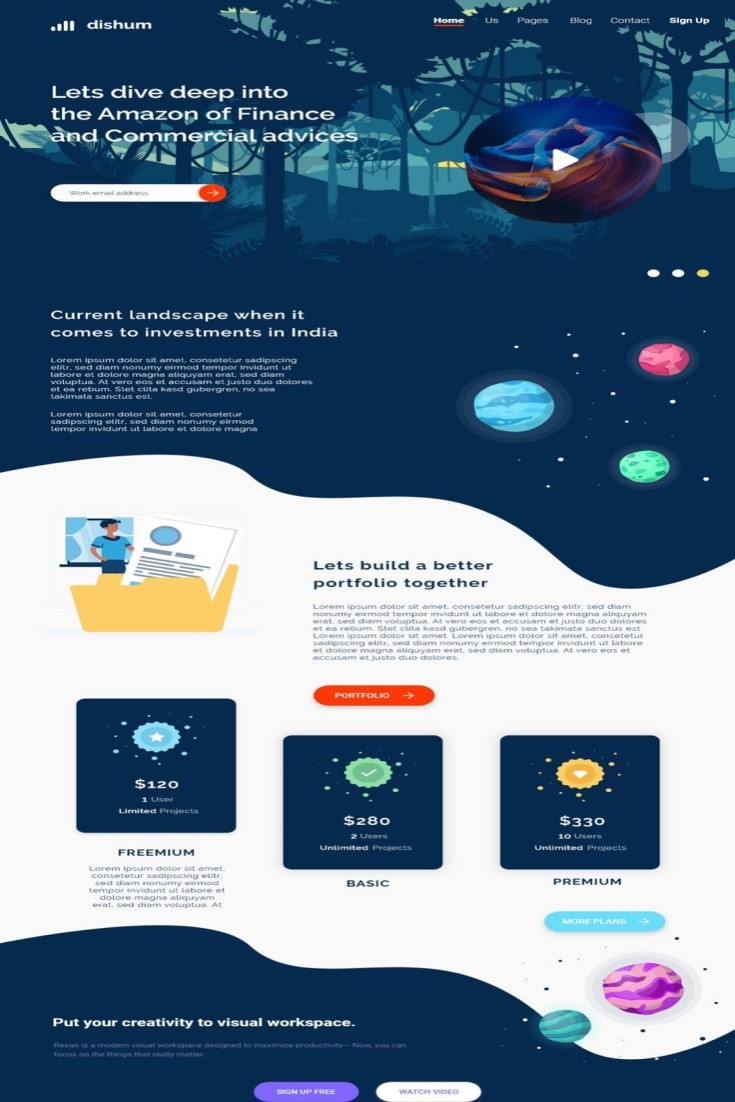 dishum
Home Us Pages Blog Contact Sign Up
Lets dive deep into
the Amazon of Finance
and Commercial advices
Work email address
Current landscape when it
comes to investments in India
Lorem ipsum dolor sit amet, consetetur sadipscing
elitr, sed diam nonumy eirmod tempor invidunt ut
labore et dolore magna aliquyam erat, sed diam
voluptua. At vero eos et accusam et justo duo dolores
et ea rebum. Stet clita kasd gubergren, no sea
takimata sanctus est.
Lorem ipsum dolor sit amet, consetetur
sadipscing elitr, sed diam nonumy eirmod
tempor invidunt ut labore et dolore magna
Lets build a better
portfolio together
Lorem ipsum dolor sit amet, consetetur sadipscing elitr, sed diam
nonumy eirmod tempor invidunt ut labore et dolore magna aliquyam
erat, sed diam voluptua. At vero eos et accusam et justo duo dolores
et ea rebum. Stet clita kasd gubergren, no sea takimata sanctus est
Lorem ipsum dolor sit amet. Lorem ipsum dolor sit amet, consetetur
sadipscing elitr, sed diam nonumy eirmod tempor invidunt ut labore
et dolore magna aliquyam erat, sed diam voluptua. At vero eos et
accusam et justo duo dolores.
PORTFOLIO
$120
1 User
Limited Projects
FREEMIUM
Lorem ipsum dolor sit amet,
consetetur sadipscing elitr,
sed diam nonumy eirmod
tempor invidunt ut labore et
dolore magna aliquyam
erat, sed diam voluptua. At
$280
2 Users
Unlimited Projects
BASIC
$330
10 Users
Unlimited Projects
PREMIUM
MORE PLANS
Put your creativity to visual workspace.
Rexan is a modern visual workspace designed to maximize productivity— Now, you can
focus on the things that really matter.
SIGN UP FREE
WATCH VIDEO